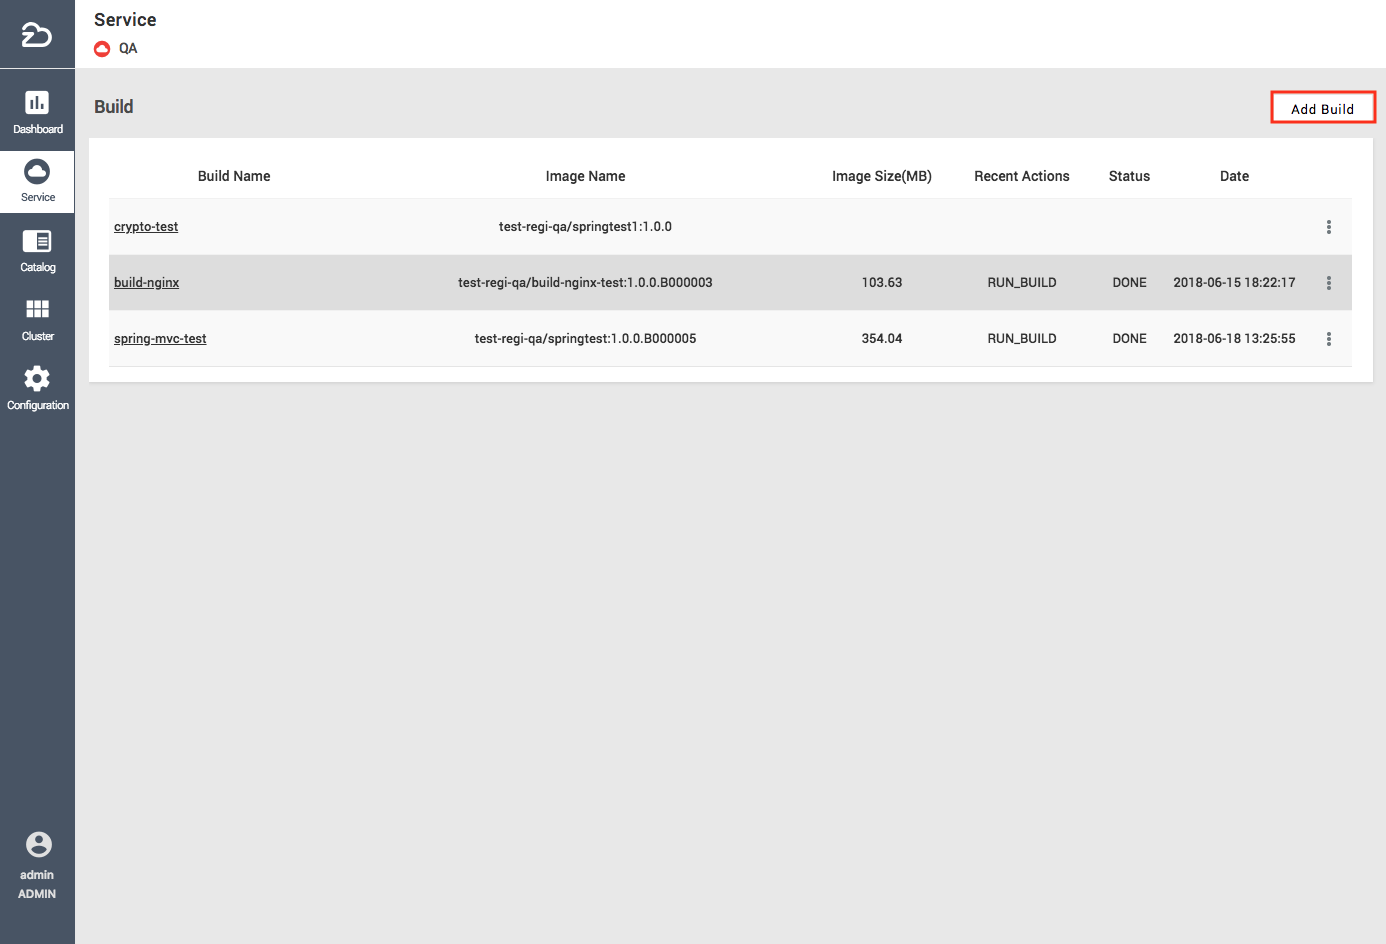 Service
QA
Dashboard
Service
Catalog
Cluster
Configuration
admin
ADMIN
Build
Add Build
Build Name Image Name Image Size(MB) Recent Actions Status Date
crypto-test test-regi-qa/springtest1:1.0.0
build-nginx test-regi-qa/build-nginx-test:1.0.0.B000003 103.63 RUN_BUILD DONE 2018-06-15 18:22:17
spring-mvc-test test-regi-qa/springtest:1.0.0.B000005 354.04 RUN_BUILD DONE 2018-06-18 13:25:55